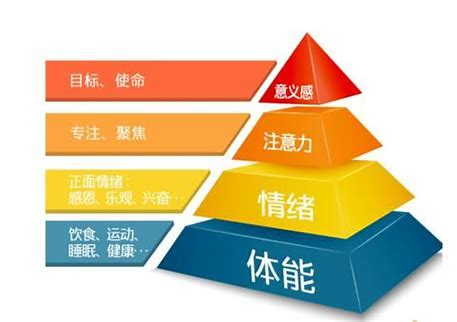 目标、使命
意义感
专注、聚焦
注意力
正面情绪：
感恩、乐观、兴奋…
情绪
饮食、运动、
睡眠、健康…
体能